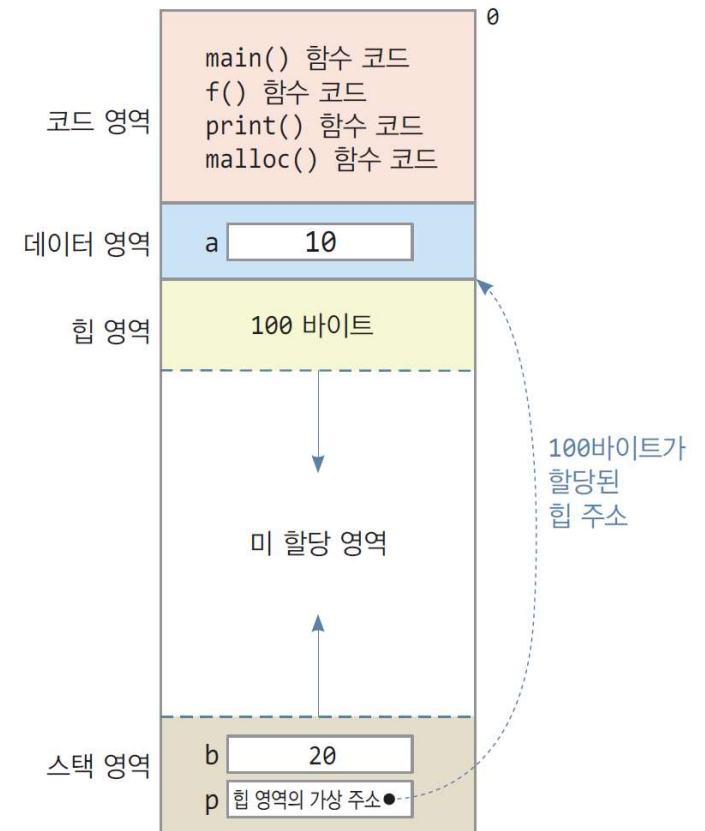 0
main() 함수 코드
f() 함수 코드
print() 함수 코드
malloc() 함수 코드
코드 영역
데이터 영역
a 10
힙 영역
100 바이트
100바이트가
할당된
힙 주소
미 할당 영역
스택 영역
b 20
p 힙 영역의 가상 주소